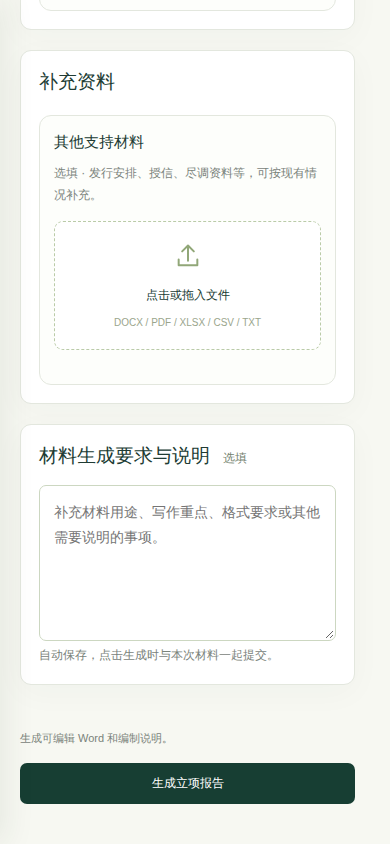 补充资料
其他支持材料
选填 · 发行安排、授信、尽调资料等，可按现有情
况补充。
点击或拖入文件
DOCX / PDF / XLSX / CSV / TXT
材料生成要求与说明 选填
补充材料用途、写作重点、格式要求或其他
需要说明的事项。
自动保存，点击生成时与本次材料一起提交。
生成可编辑 Word 和编制说明。
生成立项报告